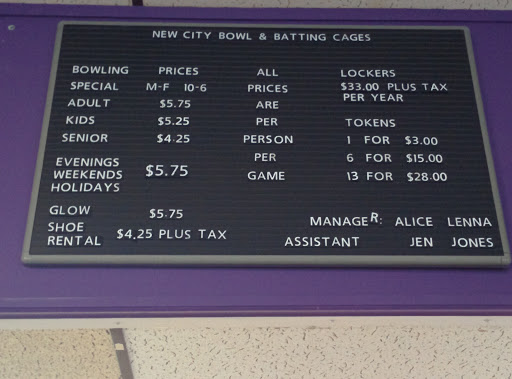 NEW CITY BOWL & BATTING CAGES
BOWLING PRICES
SPECIAL M-F 10-6
ADULT $5.75
KIDS $5.25
SENIOR $4.25
EVENINGS
WEEKENDS $5.75
HOLIDAYS
GLOW $5.75
SHOE
RENTAL $4.25 PLUS TAX
ALL
PRICES
ARE
PER
PERSON
PER
GAME
LOCKERS
$33.00 PLUS TAX
PER YEAR
TOKENS
1 FOR $3.00
6 FOR $15.00
13 FOR $28.00
MANAGER: ALICE LENNA
ASSISTANT JEN JONES